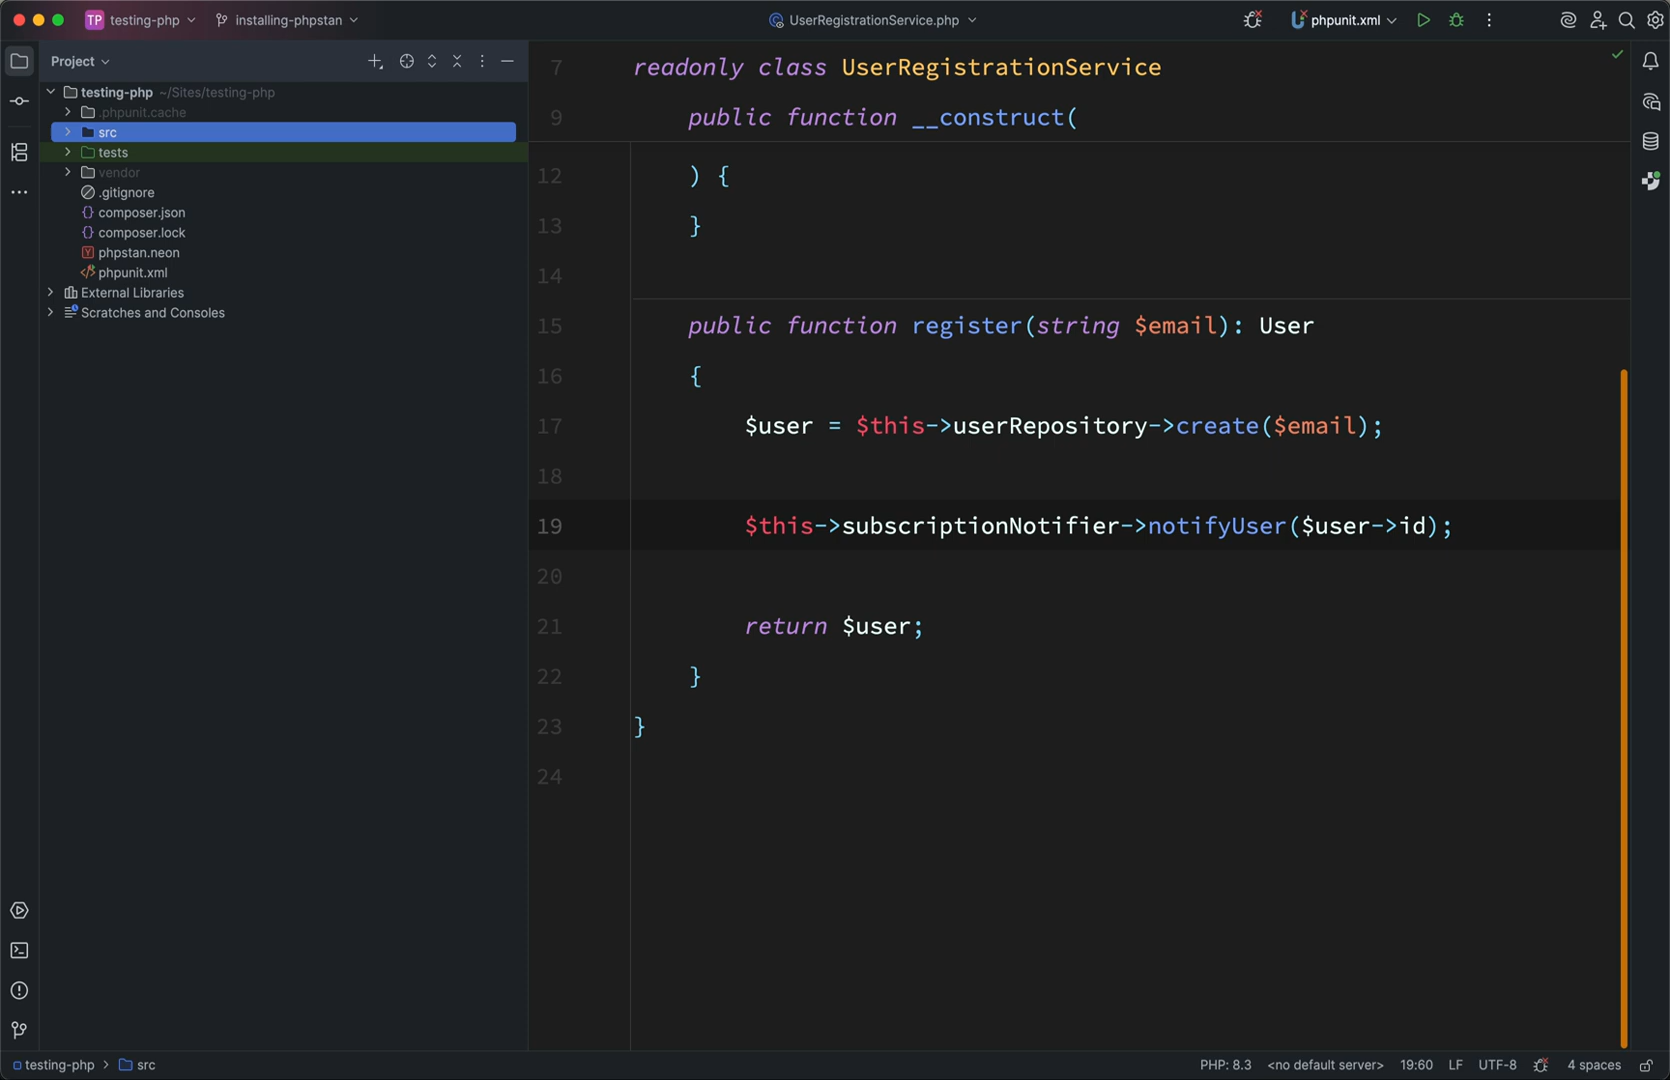 TP testing-php installing-phpstan UserRegistrationService.php phpunit.xml
Project
testing-php ~/Sites/testing-php
.phpunit.cache
src
tests
vendor
.gitignore
composer.json
composer.lock
phpstan.neon
phpunit.xml
External Libraries
Scratches and Consoles
7 readonly class UserRegistrationService
9 public function __construct(
12 ) {
13 }
14
15 public function register(string $email): User
16 {
17 $user = $this->userRepository->create($email);
18
19 $this->subscriptionNotifier->notifyUser($user->id);
20
21 return $user;
22 }
23 }
24
testing-php > src PHP: 8.3 <no default server> 19:60 LF UTF-8 4 spaces